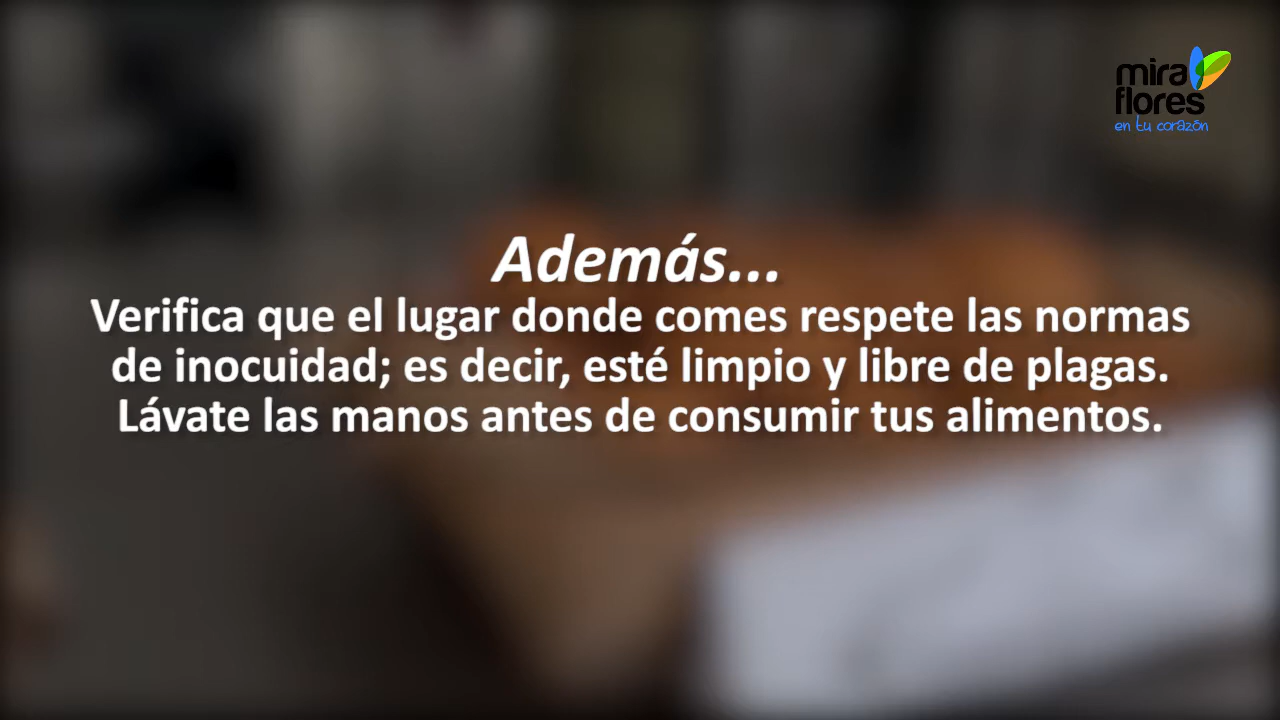 mira
flores
en tu corazón
Además...
Verifica que el lugar donde comes respete las normas
de inocuidad; es decir, esté limpio y libre de plagas.
Lávate las manos antes de consumir tus alimentos.